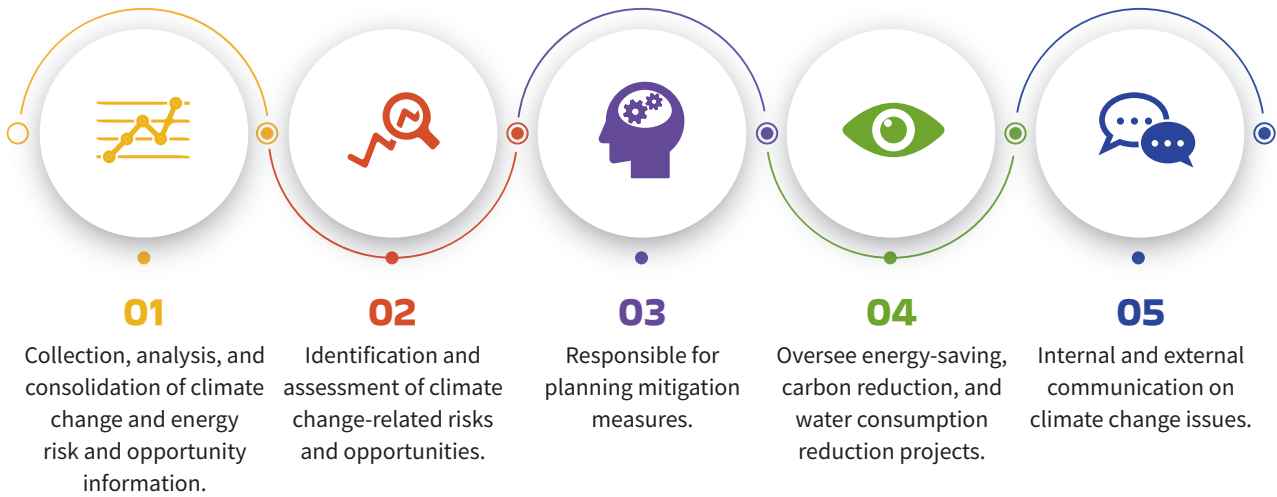 01
Collection, analysis, and
consolidation of climate
change and energy
risk and opportunity
information.
02
Identification and
assessment of climate
change-related risks
and opportunities.
03
Responsible for
planning mitigation
measures.
04
Oversee energy-saving,
carbon reduction, and
water consumption
reduction projects.
05
Internal and external
communication on
climate change issues.